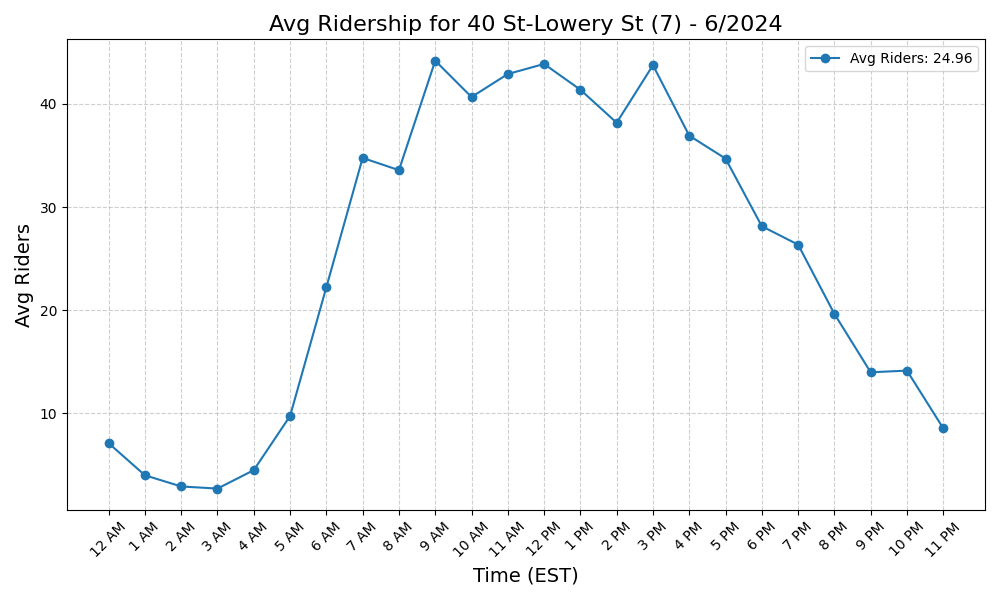 Avg Ridership for 40 St-Lowery St (7) - 6/2024
Avg Riders: 24.96
Avg Riders
40
30
20
10
12 AM
1 AM
2 AM
3 AM
4 AM
5 AM
6 AM
7 AM
8 AM
9 AM
10 AM
11 AM
12 PM
1 PM
2 PM
3 PM
4 PM
5 PM
6 PM
7 PM
8 PM
9 PM
10 PM
11 PM
Time (EST)